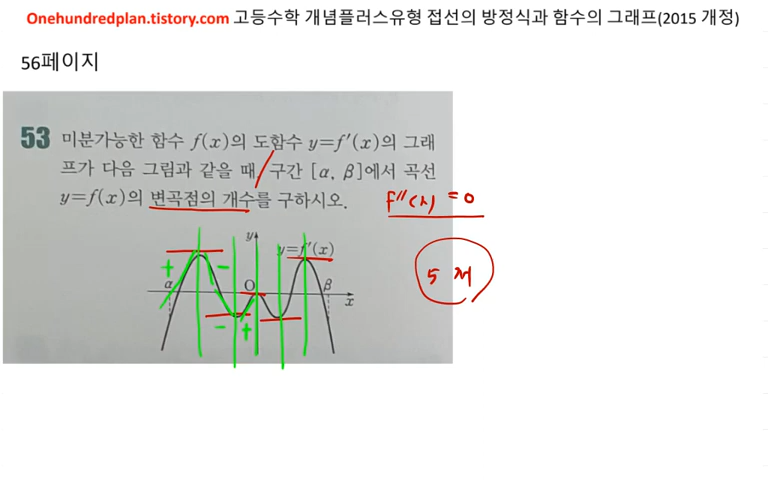 Onehundredplan.tistory.com 고등수학 개념플러스유형 접선의 방정식과 함수의 그래프(2015 개정)
56페이지
53 미분가능한 함수 f(x)의 도함수 y=f'(x)의 그래
프가 다음 그림과 같을 때, 구간 [α, β]에서 곡선
y=f(x)의 변곡점의 개수를 구하시오.
f''(x) = 0
y
y=f'(x)
+
−
5 개
α
O
β
x
−
+